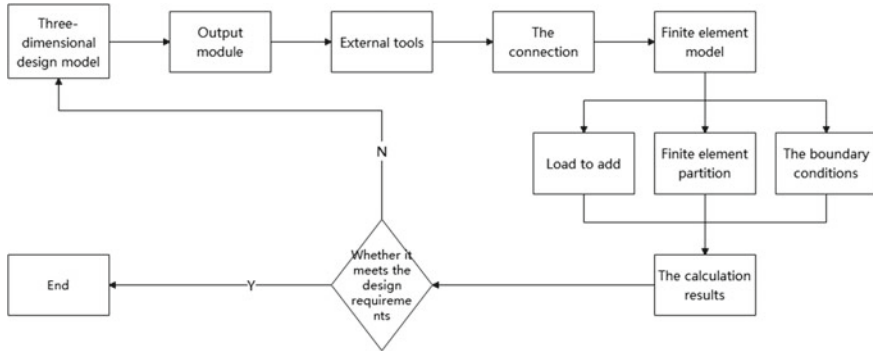 Three-
dimensional
design model
Output
module
External tools
The
connection
Finite element
model
Load to add
Finite element
partition
The boundary
conditions
N
Whether it
meets the
design
requireme
nts
Y
End
The calculation
results